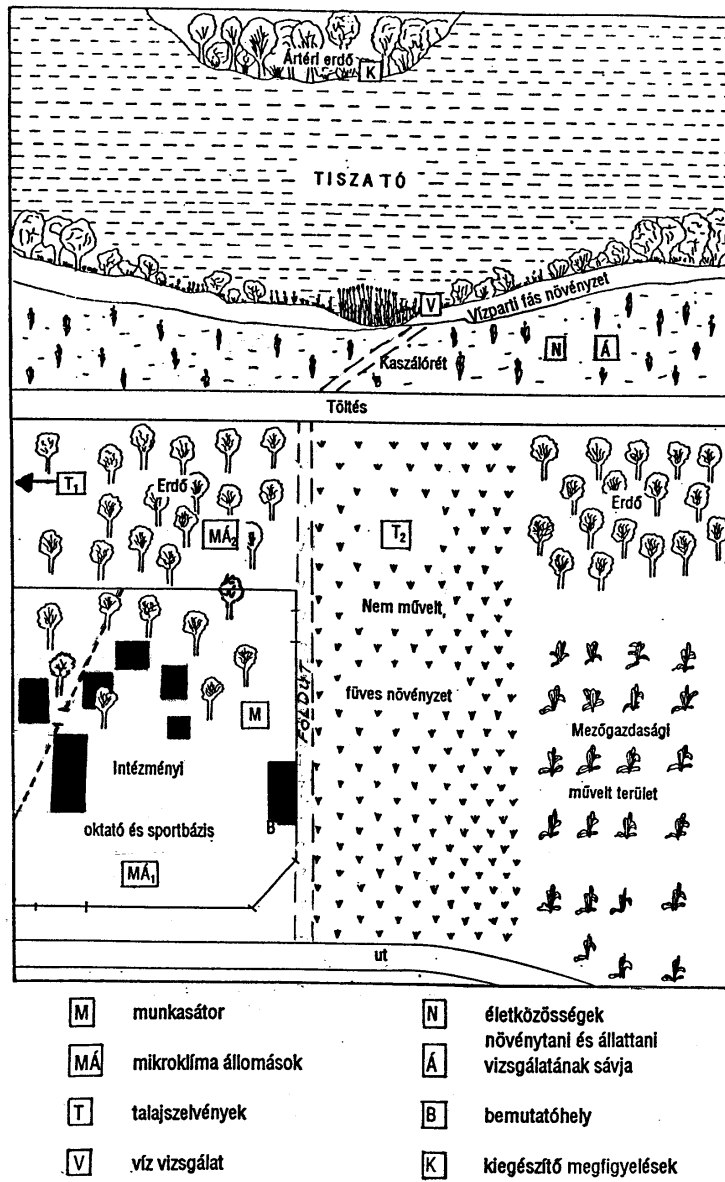 Ártéri erdő
K
TISZA TÓ
V
Vízparti fás növényzet
N
Á
Kaszálórét
Töltés
T₁
Erdő
MÁ₂
T₂
Erdő
Nem művelt,
FÖLDÚT
füves növényzet
M
Mezőgazdasági
Intézményi
művelt terület
oktató és sportbázis
B
MÁ₁
ut
M munkasátor
MÁ mikroklíma állomások
T talajszelvények
V víz vizsgálat
N életközösségek
növénytani és állattani
Á vizsgálatának sávja
B bemutatóhely
K kiegészítő megfigyelések